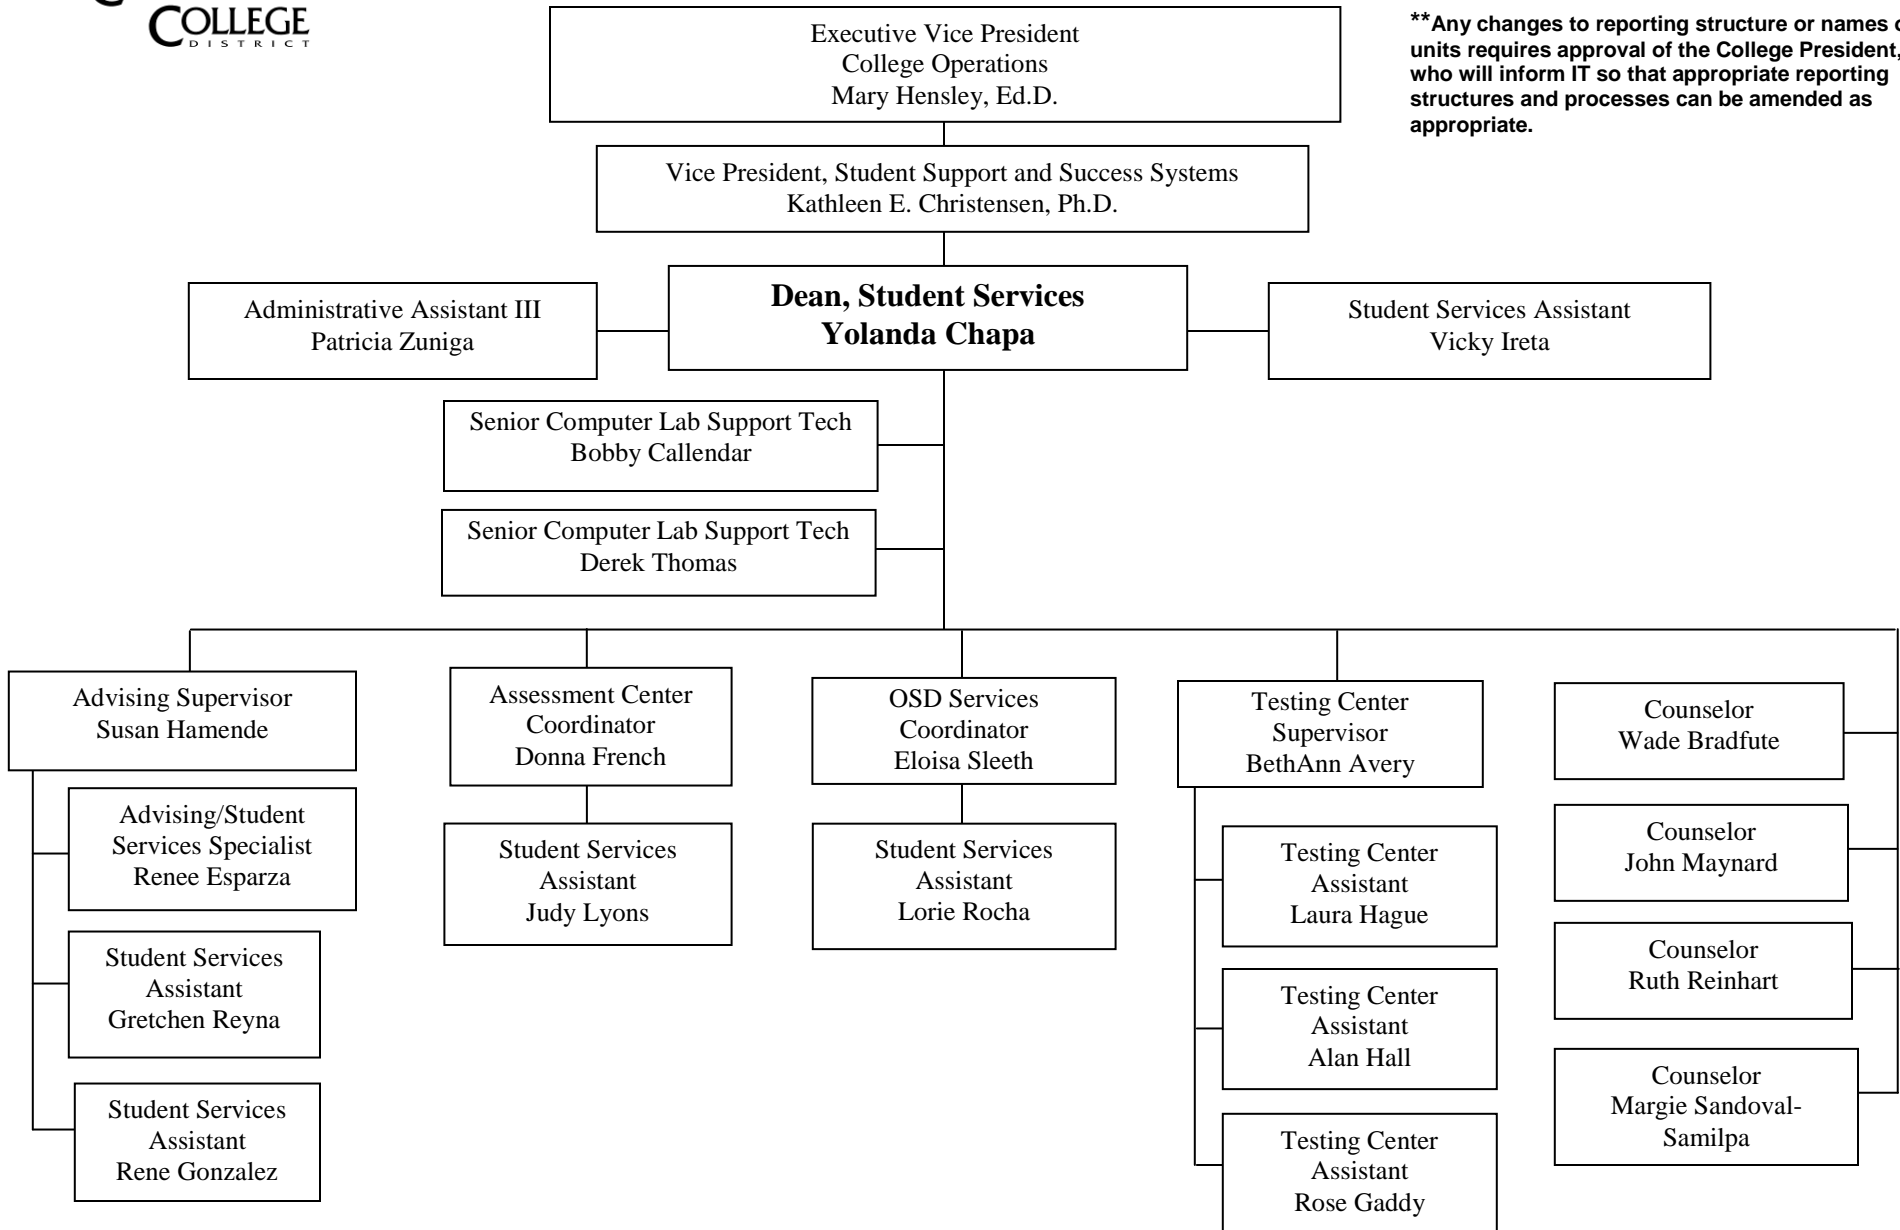 COLLEGE
DISTRICT
Executive Vice President
College Operations
Mary Hensley, Ed.D.
**Any changes to reporting structure or names
units requires approval of the College President,
who will inform IT so that appropriate reporting
structures and processes can be amended as
appropriate.
Vice President, Student Support and Success Systems
Kathleen E. Christensen, Ph.D.
Administrative Assistant III
Patricia Zuniga
Dean, Student Services
Yolanda Chapa
Student Services Assistant
Vicky Ireta
Senior Computer Lab Support Tech
Bobby Callendar
Senior Computer Lab Support Tech
Derek Thomas
Advising Supervisor
Susan Hamende
Advising/Student
Services Specialist
Renee Esparza
Student Services
Assistant
Gretchen Reyna
Student Services
Assistant
Rene Gonzalez
Assessment Center
Coordinator
Donna French
Student Services
Assistant
Judy Lyons
OSD Services
Coordinator
Eloisa Sleeth
Student Services
Assistant
Lorie Rocha
Testing Center
Supervisor
BethAnn Avery
Testing Center
Assistant
Laura Hague
Testing Center
Assistant
Alan Hall
Testing Center
Assistant
Rose Gaddy
Counselor
Wade Bradfute
Counselor
John Maynard
Counselor
Ruth Reinhart
Counselor
Margie Sandoval-
Samilpa